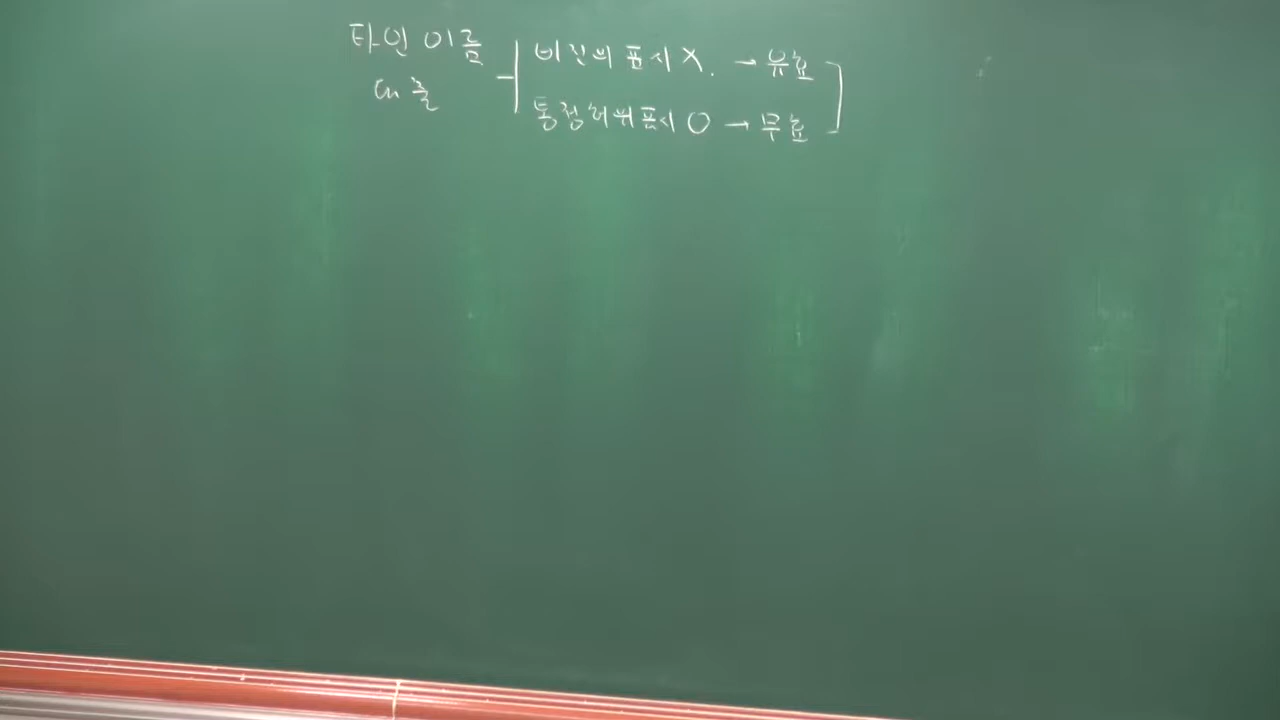 타인 이름
대출
비진의 표시 X. → 유효
통정허위표시 O → 무효